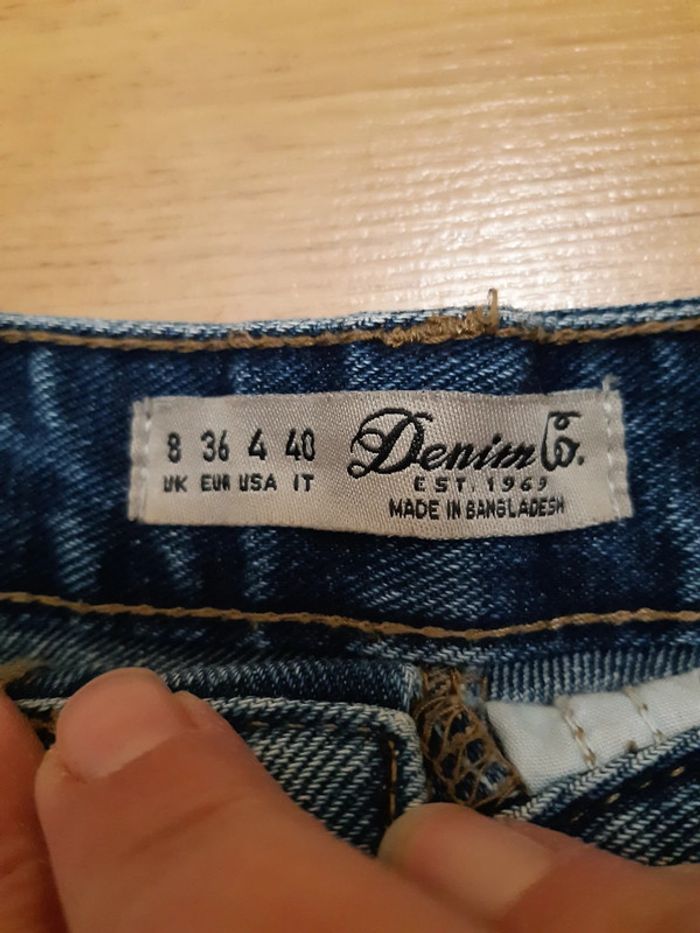 8 36 4 40
UK EUR USA IT
Denim Co.
EST. 1969
MADE IN BANGLADESH